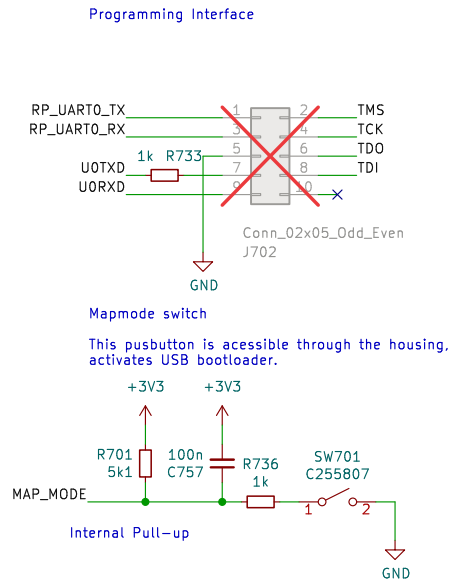 Programming Interface
RP_UART0_TX 1 2 TMS
RP_UART0_RX 3 4 TCK
5 6 TDO
1k R733
U0TXD 7 8 TDI
U0RXD 9 10
Conn_02x05_Odd_Even
J702
GND
Mapmode switch
This pusbutton is acessible through the housing,
activates USB bootloader.
+3V3 +3V3
R701
5k1
100n
C757
R736
1k
SW701
C255807
MAP_MODE
1 2
Internal Pull-up
GND